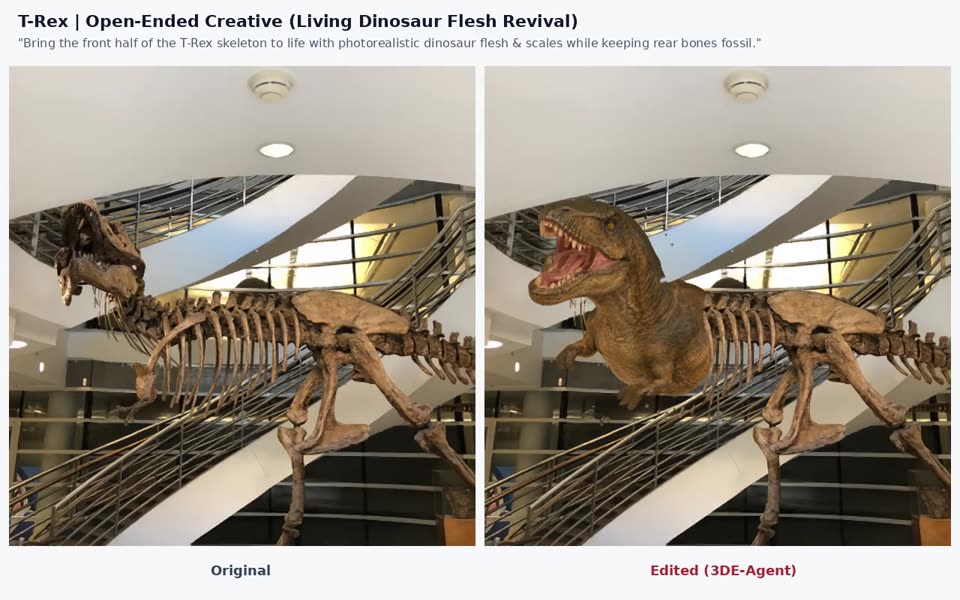 T-Rex | Open-Ended Creative (Living Dinosaur Flesh Revival)
"Bring the front half of the T-Rex skeleton to life with photorealistic dinosaur flesh & scales while keeping rear bones fossil."
Original
Edited (3DE-Agent)